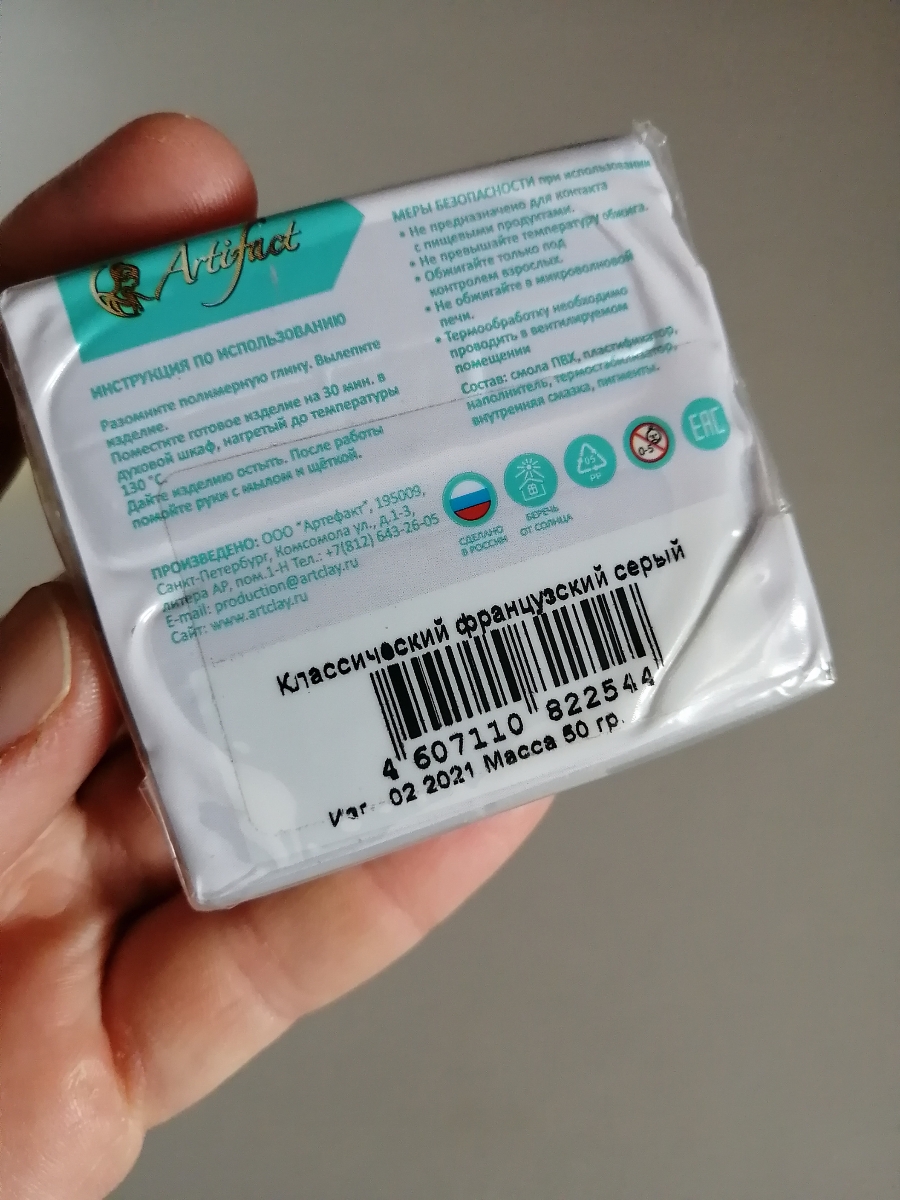 Artifact
ИНСТРУКЦИЯ ПО ИСПОЛЬЗОВАНИЮ
Разомните полимерную глину. Вылепите
изделие.
Поместите готовое изделие на 30 мин. в
духовой шкаф, нагретый до температуры
130 °С.
Дайте изделию остыть. После работы
помойте руки с мылом и щёткой.
МЕРЫ БЕЗОПАСНОСТИ при использовании
• Не предназначено для контакта
с пищевыми продуктами.
• Не превышайте температуру обжига.
• Обжигайте только под
контролем взрослых.
• Не обжигайте в микроволновой
печи.
• Термообработку необходимо
проводить в вентилируемом
помещении
Состав: смола ПВХ, пластификатор,
наполнитель, термостабилизатор,
внутренняя смазка, пигменты.
ПРОИЗВЕДЕНО: ООО "Артефакт", 195009,
Санкт-Петербург, Комсомола ул., д.1-3,
литера АР, пом.1-Н Тел.: +7(812) 643-26-05
E-mail: production@artclay.ru
Сайт: www.artclay.ru
СДЕЛАНО
В РОССИИ
БЕРЕЧЬ
ОТ СОЛНЦА
05
PP
0-3
EAC
Классический французский серый
4 607110 822544
Изг. 02 2021 Масса 50 гр.